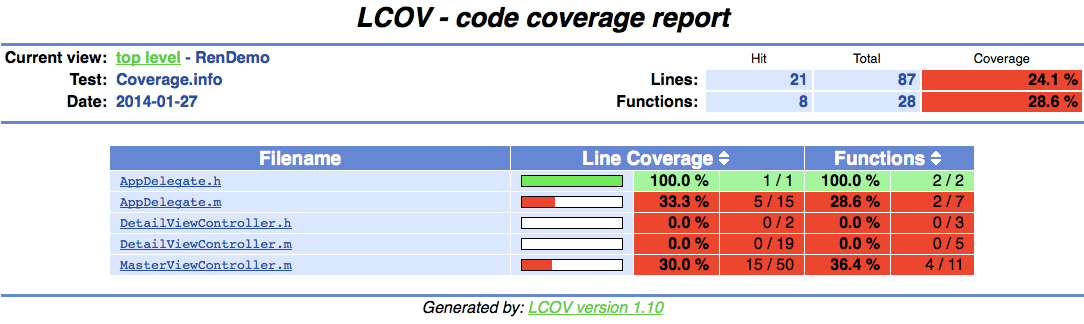 LCOV - code coverage report
Current view: top level - RenDemo Hit Total Coverage
Test: Coverage.info Lines: 21 87 24.1 %
Date: 2014-01-27 Functions: 8 28 28.6 %
Filename Line Coverage Functions
AppDelegate.h 100.0 % 1 / 1 100.0 % 2 / 2
AppDelegate.m 33.3 % 5 / 15 28.6 % 2 / 7
DetailViewController.h 0.0 % 0 / 2 0.0 % 0 / 3
DetailViewController.m 0.0 % 0 / 19 0.0 % 0 / 5
MasterViewController.m 30.0 % 15 / 50 36.4 % 4 / 11
Generated by: LCOV version 1.10